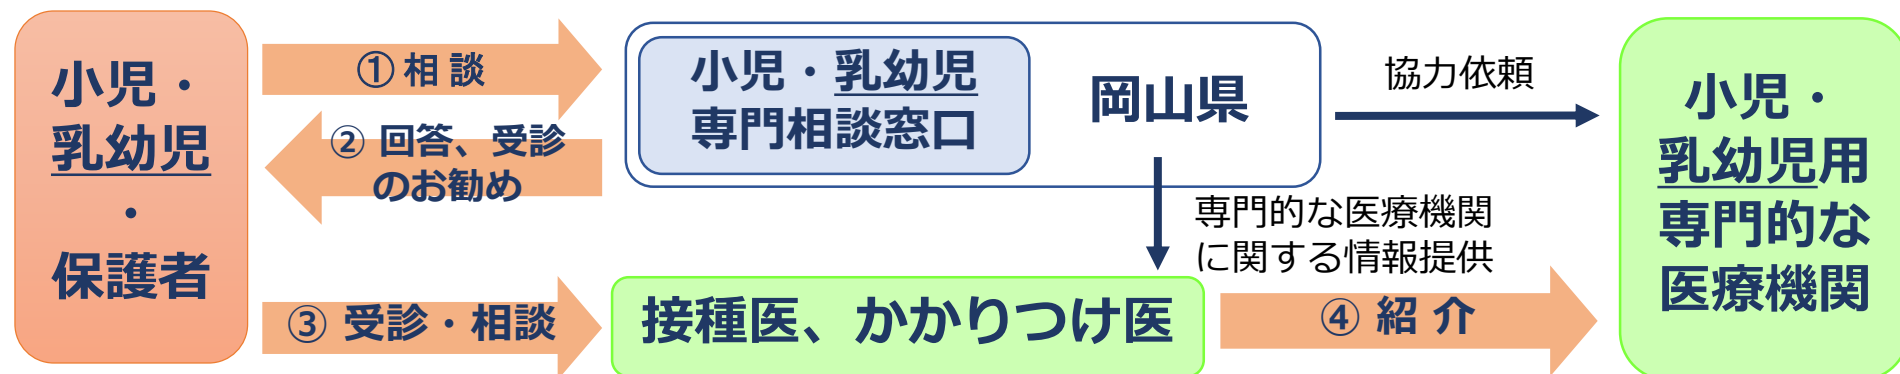 小児・
乳幼児
・
保護者
① 相 談
② 回答、受診
のお勧め
③ 受診・相談
小児・乳幼児
専門相談窓口
岡山県
協力依頼
専門的な医療機関
に関する情報提供
接種医、かかりつけ医
④ 紹 介
小児・
乳幼児用
専門的な
医療機関